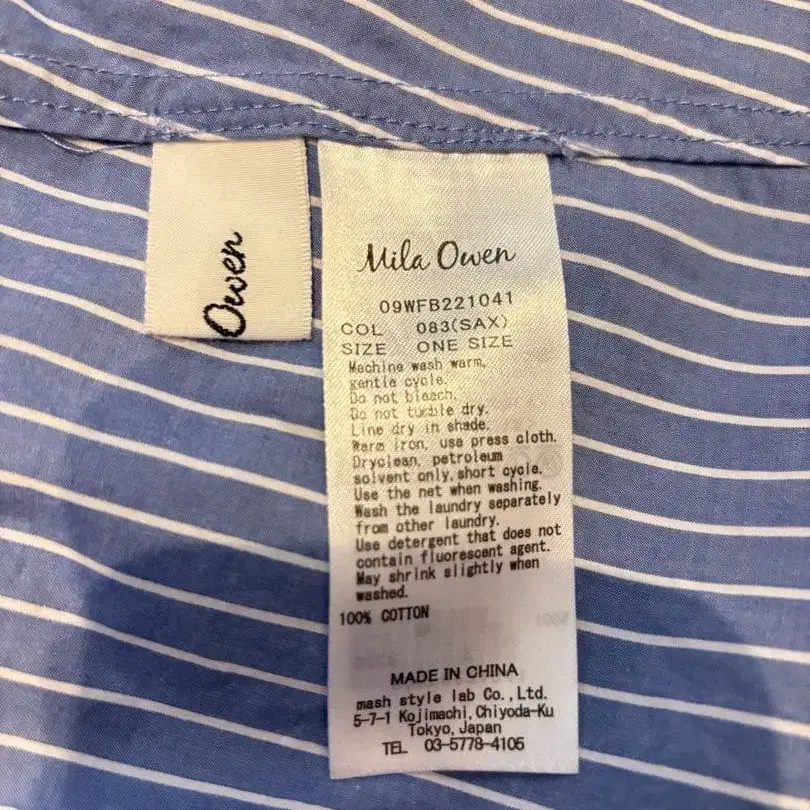 Owen
Mila Owen
09WFB221041
COL 083(SAX)
SIZE ONE SIZE
Machine wash warm,
gentle cycle.
Do not bleach.
Do not tumble dry.
Line dry in shade.
Warm iron, use press cloth.
Dryclean, petroleum
solvent only,short cycle.
Use the net when washing.
Wash the laundry separately
from other laundry.
Use detergent that does not
contain fluorescent agent.
May shrink slightly when
washed.
100% COTTON
MADE IN CHINA
mash style lab Co.,Ltd.
5-7-1 Kojimachi,Chiyoda-Ku
Tokyo,Japan
TEL 03-5778-4105